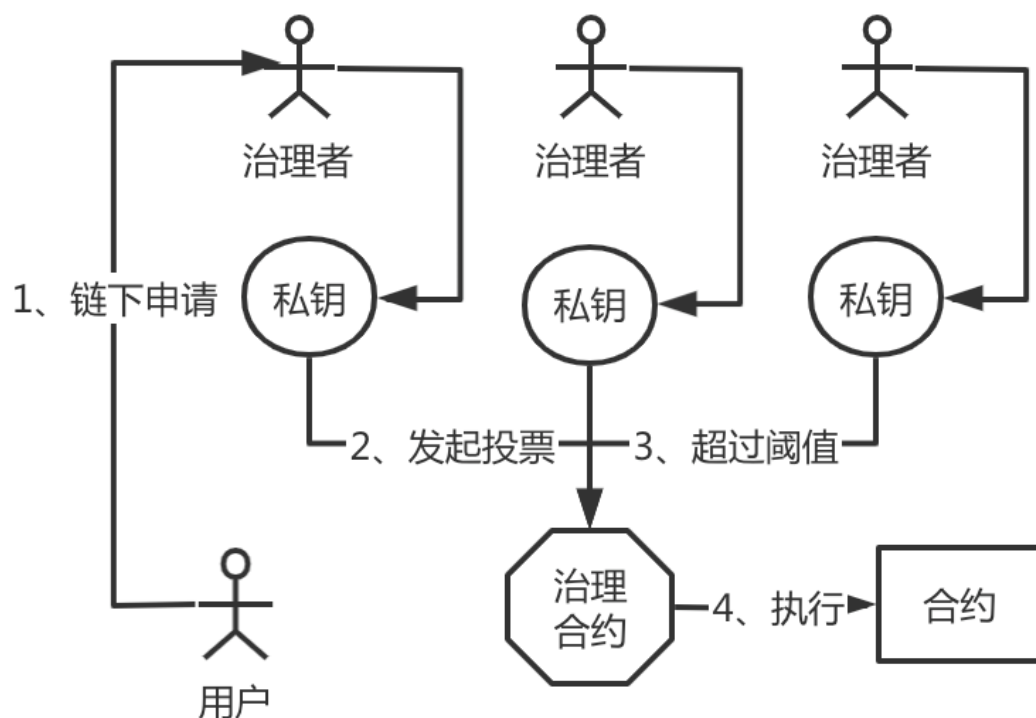 治理者
治理者
治理者
1、链下申请
私钥
私钥
私钥
2、发起投票
3、超过阈值
治理
合约
4、执行
合约
用户